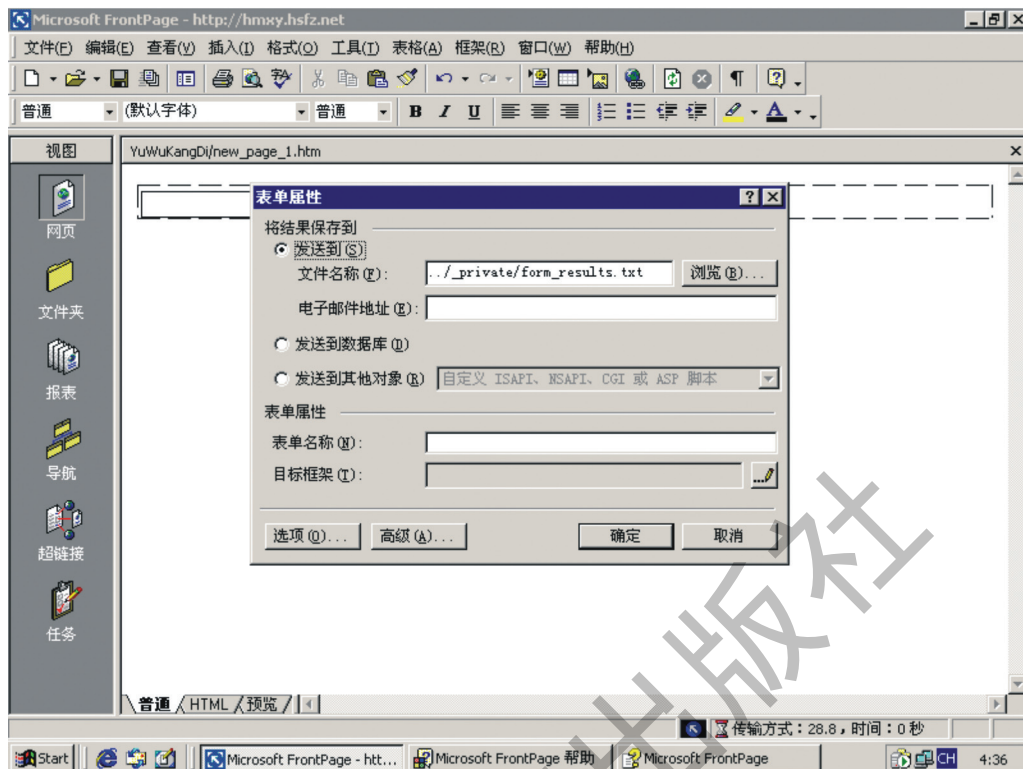 Microsoft FrontPage - http://hmxy.hsfz.net
文件(F) 编辑(E) 查看(V) 插入(I) 格式(O) 工具(T) 表格(A) 框架(R) 窗口(W) 帮助(H)
普通 (默认字体) 普通 B I U A
视图 YuWuKangDi/new_page_1.htm
网页
文件夹
报表
导航
超链接
任务
表单属性
将结果保存到
发送到(S)
文件名称(F): ../_private/form_results.txt 浏览(B)...
电子邮件地址(E):
发送到数据库(D)
发送到其他对象(R) 自定义 ISAPI、NSAPI、CGI 或 ASP 脚本
表单属性
表单名称(N):
目标框架(T):
选项(O)... 高级(A)... 确定 取消
普通 HTML 预览
传输方式：28.8，时间：0 秒
Start Microsoft FrontPage - htt... Microsoft FrontPage 帮助 Microsoft FrontPage CH 4:36
出版社